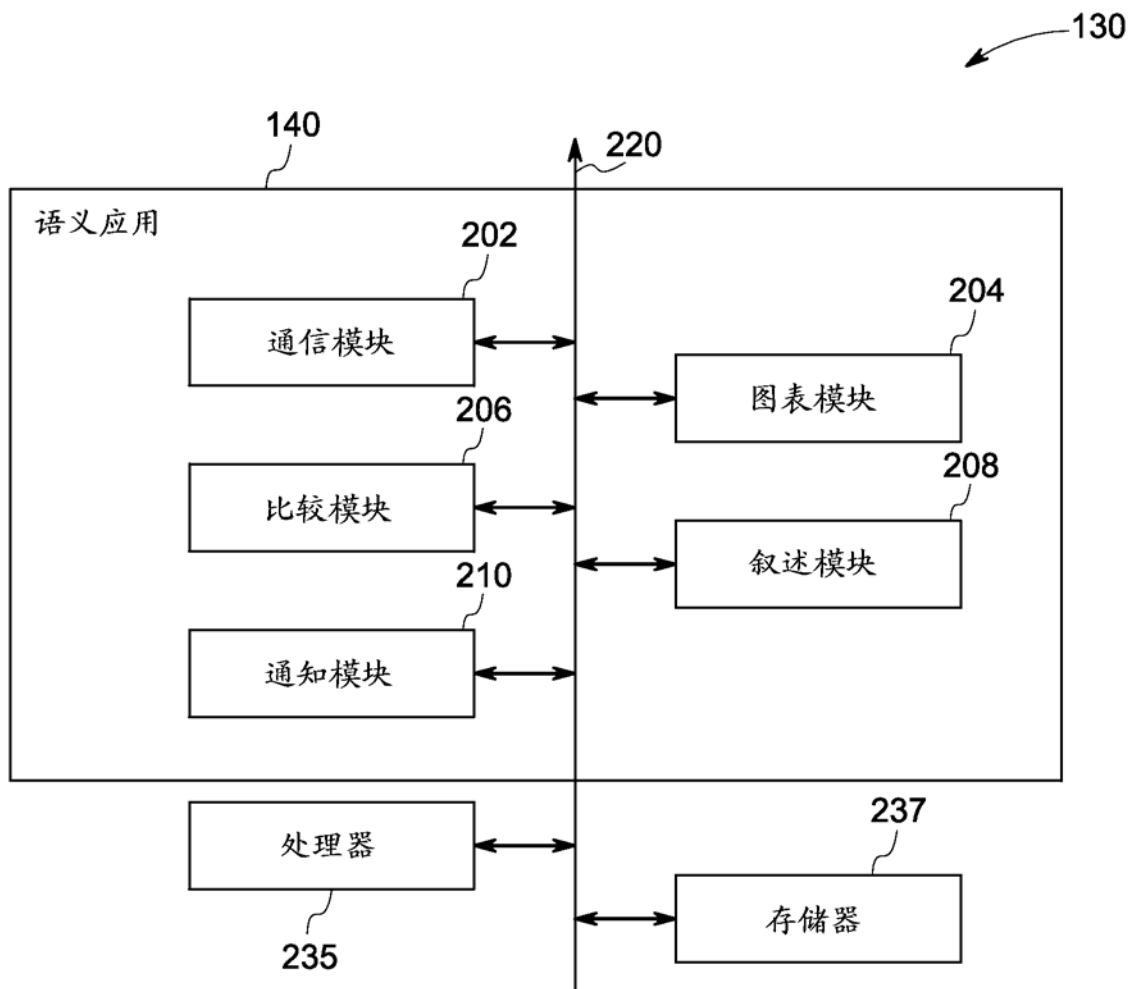 130
140
220
语义应用
202
通信模块
204
图表模块
206
比较模块
208
叙述模块
210
通知模块
处理器
235
237
存储器